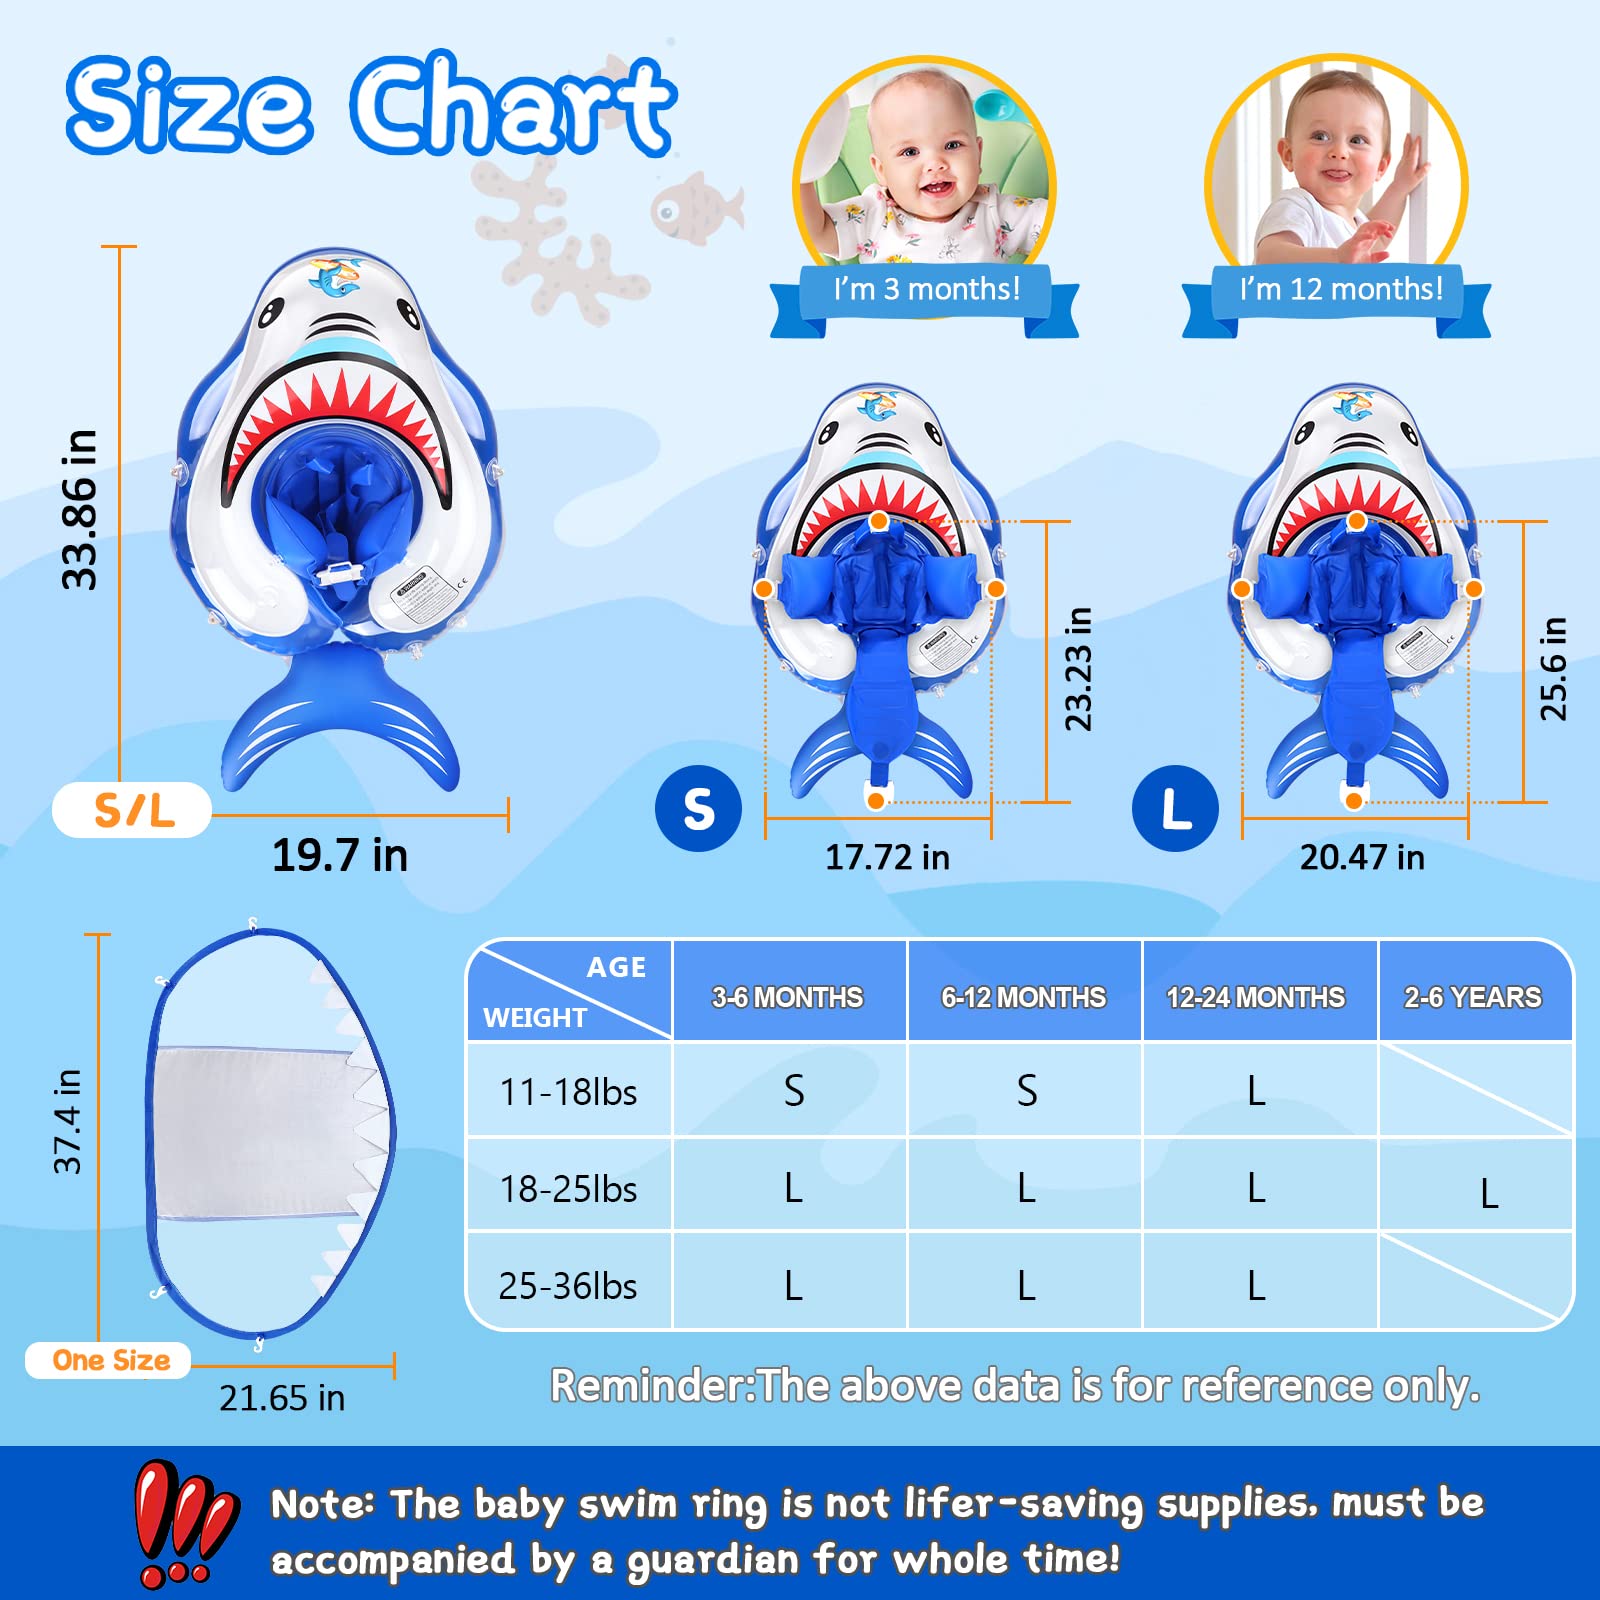 Size Chart
I'm 3 months!
I'm 12 months!
33.86 in
S/L
19.7 in
23.23 in
S
17.72 in
25.6 in
L
20.47 in
37.4 in
One Size
21.65 in
AGE
WEIGHT
3-6 MONTHS
6-12 MONTHS
12-24 MONTHS
2-6 YEARS
11-18lbs
S
S
L
18-25lbs
L
L
L
L
25-36lbs
L
L
L
Reminder:The above data is for reference only.
Note: The baby swim ring is not lifer-saving supplies, must be
accompanied by a guardian for whole time!